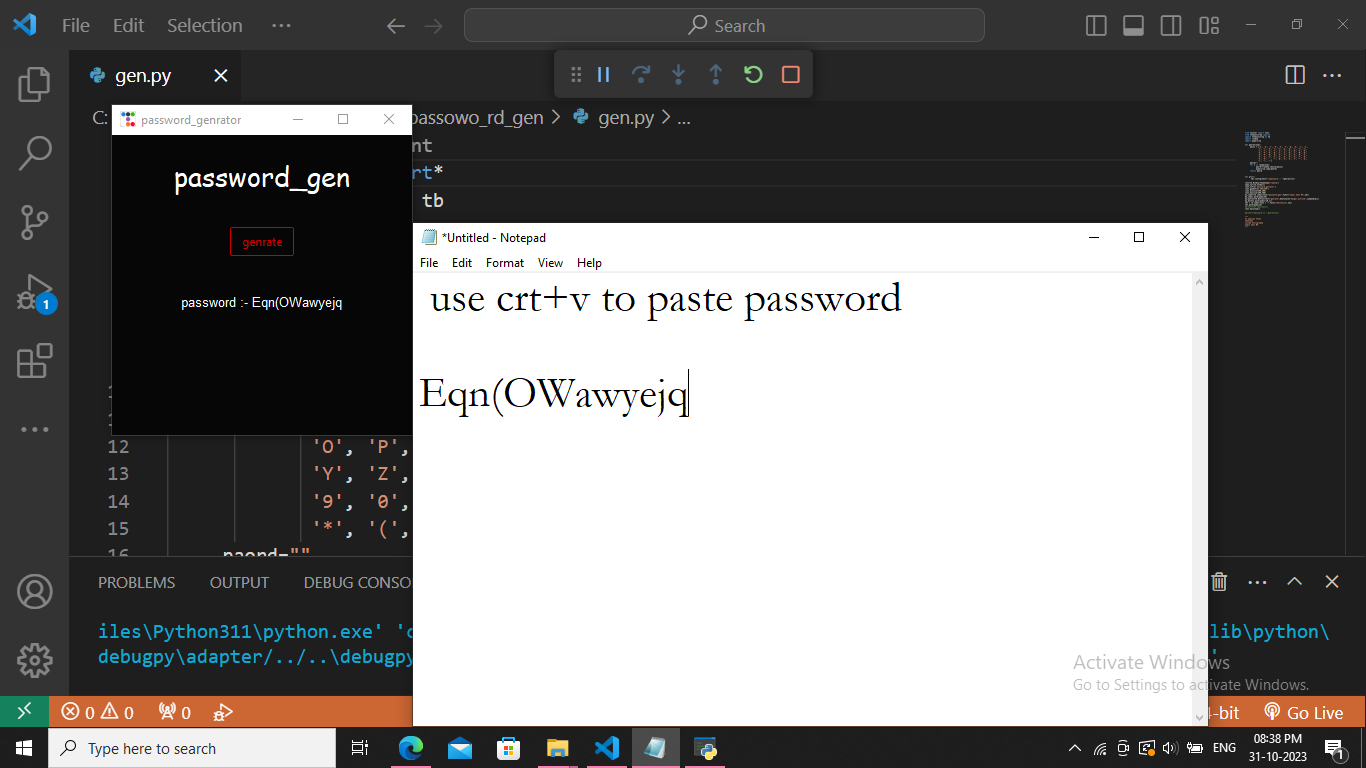 File Edit Selection ...
Search
gen.py
C:
passowo_rd_gen > gen.py > ...
password_genrator
password_gen
genrate
password :- Eqn(OWawyejq
nt
rt*
tb
*Untitled - Notepad
File Edit Format View Help
use crt+v to paste password
Eqn(OWawyejq
12 'O', 'P',
13 'Y', 'Z',
14 '9', '0',
15 '*', '(',
16 paord=""
1
PROBLEMS OUTPUT DEBUG CONSO
iles\Python311\python.exe' 'c
lib\python\
debugpy\adapter/../..\debugpy
Activate Windows
Go to Settings to activate Windows.
0 0 0
4-bit Go Live
Type here to search
ENG
08:38 PM
31-10-2023
1